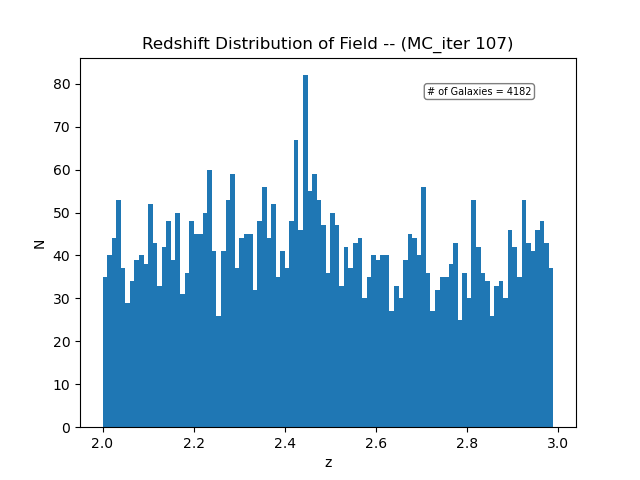 Redshift Distribution of Field -- (MC_iter 107)
# of Galaxies = 4182
80
70
60
50
40
30
20
10
0
N
2.0 2.2 2.4 2.6 2.8 3.0
z